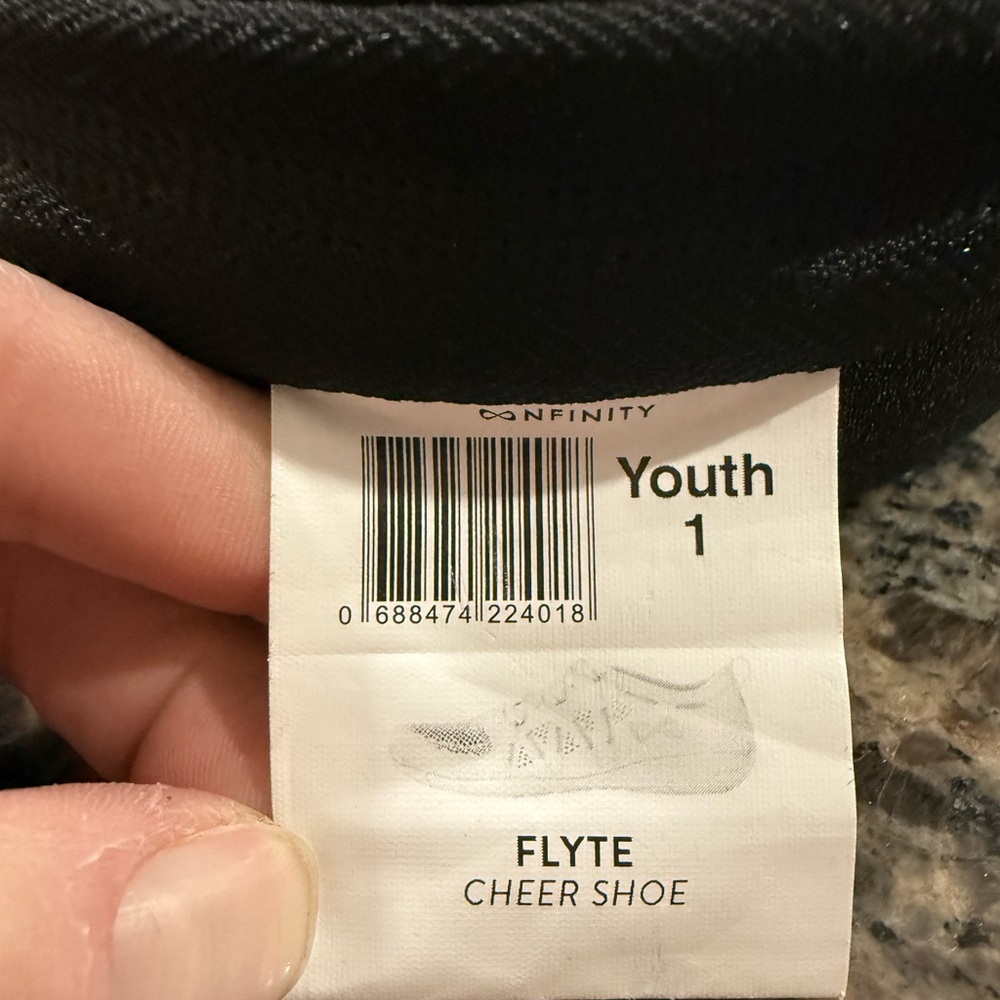 NFINITY
Youth
1
0 688474 224018
FLYTE
CHEER SHOE